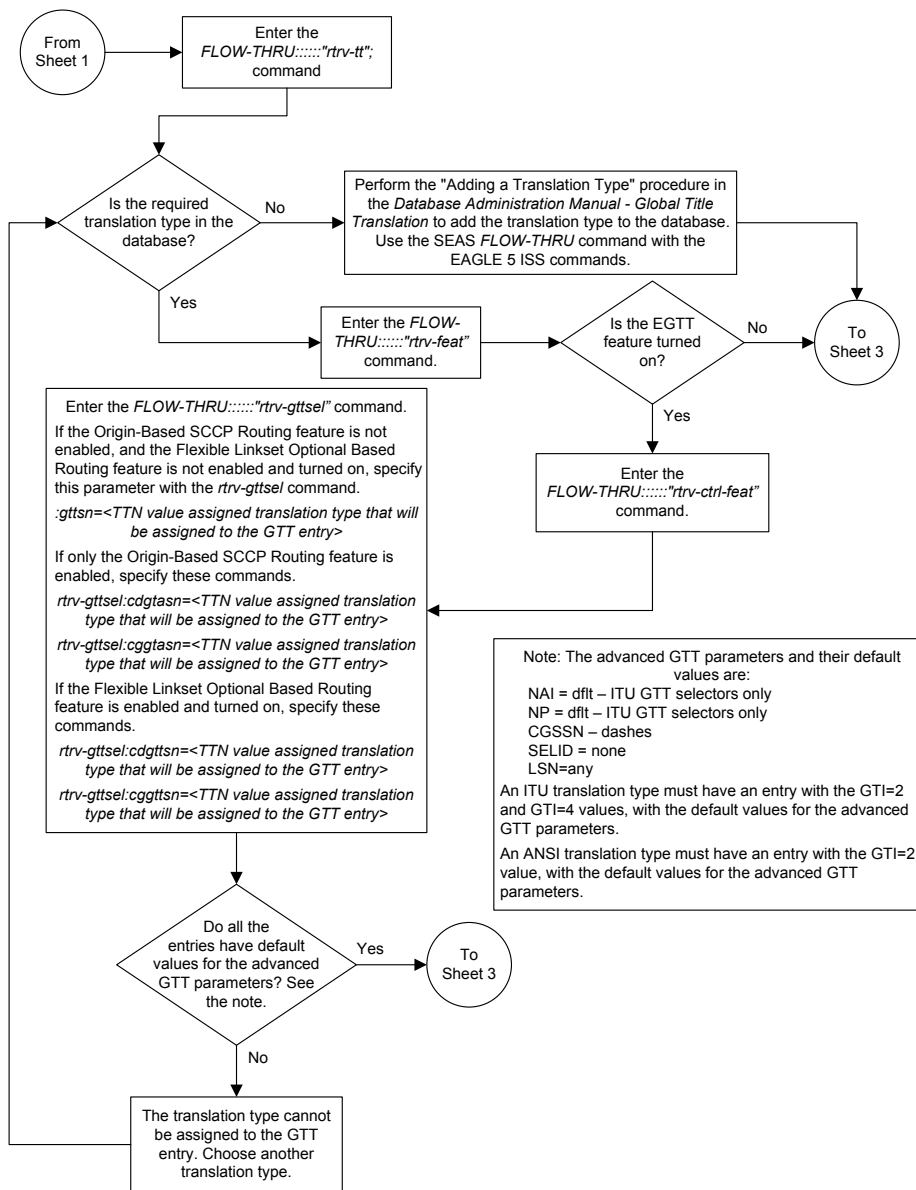 From
Sheet 1
Enter the
FLOW-THRU::::::"rtrv-tt";
command
Is the required
translation type in the
database?
No
Perform the "Adding a Translation Type" procedure in
the Database Administration Manual - Global Title
Translation to add the translation type to the database.
Use the SEAS FLOW-THRU command with the
EAGLE 5 ISS commands.
Yes
Enter the FLOW-
THRU::::::"rtrv-feat”
command.
Is the EGTT
feature turned
on?
No
To
Sheet 3
Yes
Enter the
FLOW-THRU::::::"rtrv-ctrl-feat”
command.
Enter the FLOW-THRU::::::"rtrv-gttsel” command.
If the Origin-Based SCCP Routing feature is not
enabled, and the Flexible Linkset Optional Based
Routing feature is not enabled and turned on, specify
this parameter with the rtrv-gttsel command.
:gttsn=<TTN value assigned translation type that will
be assigned to the GTT entry>
If only the Origin-Based SCCP Routing feature is
enabled, specify these commands.
rtrv-gttsel:cdgtasn=<TTN value assigned translation
type that will be assigned to the GTT entry>
rtrv-gttsel:cggtasn=<TTN value assigned translation
type that will be assigned to the GTT entry>
If the Flexible Linkset Optional Based Routing
feature is enabled and turned on, specify these
commands.
rtrv-gttsel:cdgttsn=<TTN value assigned translation
type that will be assigned to the GTT entry>
rtrv-gttsel:cggttsn=<TTN value assigned translation
type that will be assigned to the GTT entry>
Note: The advanced GTT parameters and their default
values are:
NAI = dflt – ITU GTT selectors only
NP = dflt – ITU GTT selectors only
CGSSN – dashes
SELID = none
LSN=any
An ITU translation type must have an entry with the GTI=2
and GTI=4 values, with the default values for the advanced
GTT parameters.
An ANSI translation type must have an entry with the GTI=2
value, with the default values for the advanced GTT
parameters.
Do all the
entries have default
values for the advanced
GTT parameters? See
the note.
Yes
To
Sheet 3
No
The translation type cannot
be assigned to the GTT
entry. Choose another
translation type.